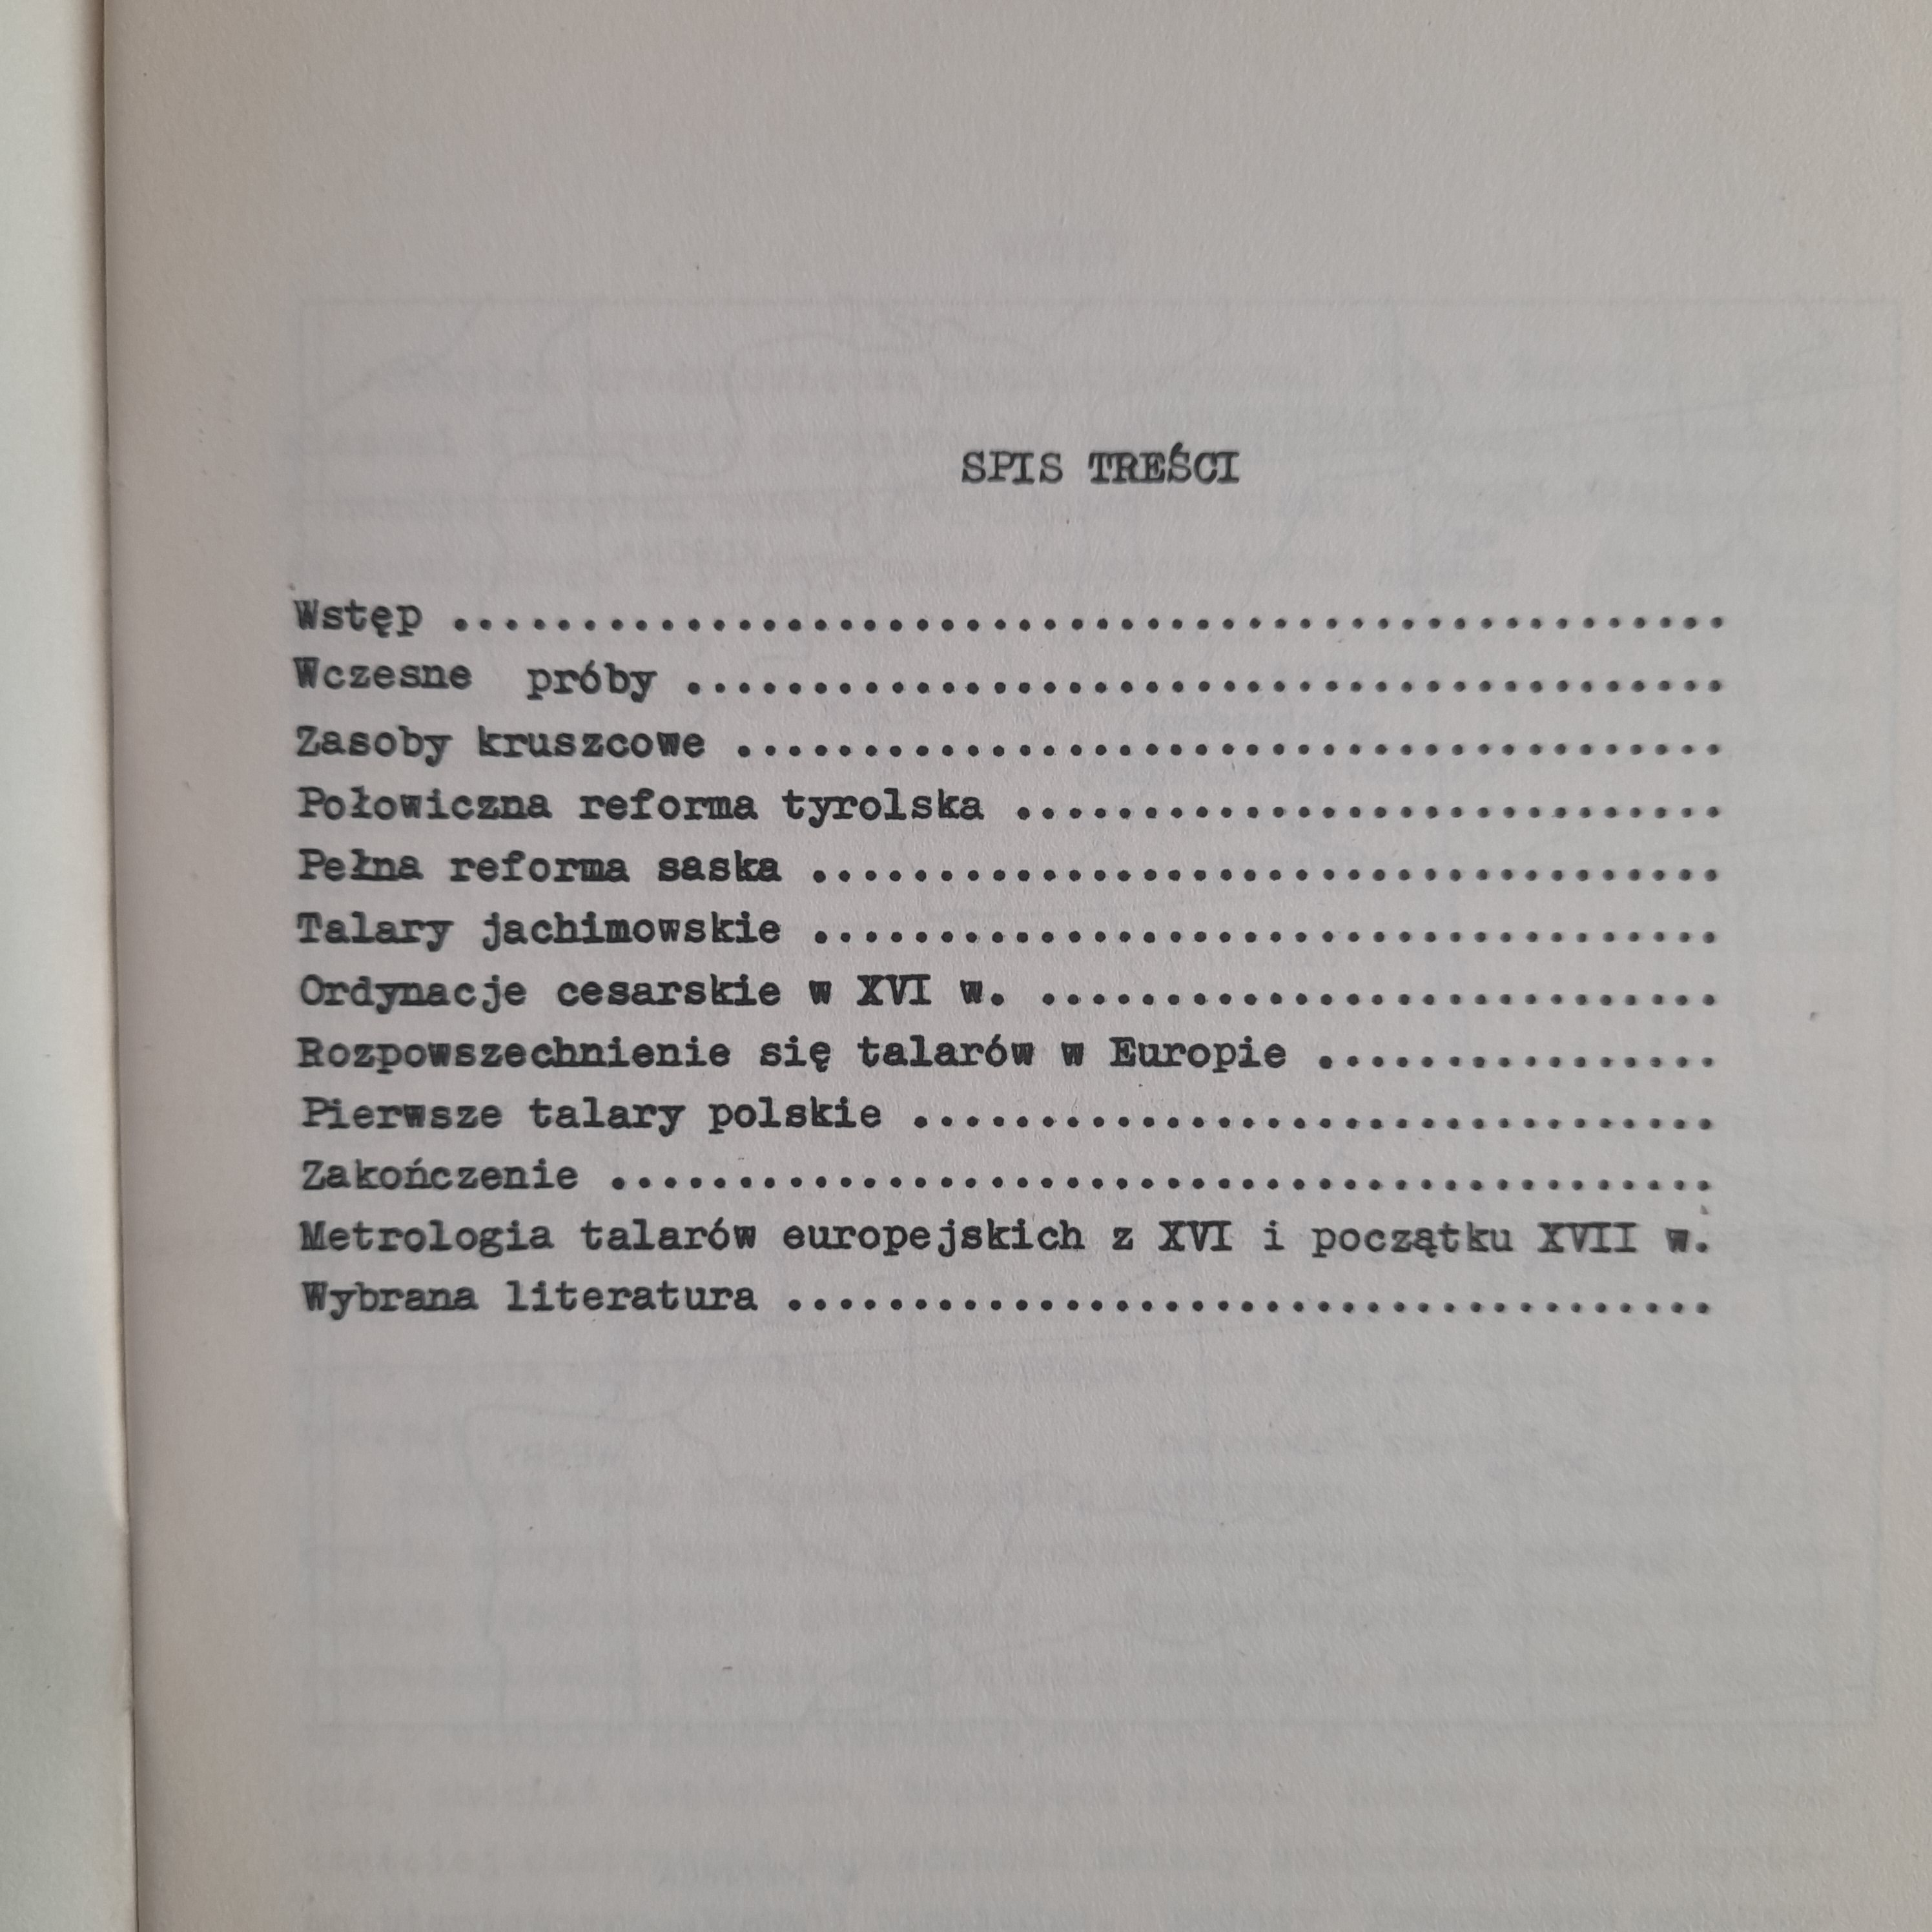 SPIS TREŚCI
Wstęp ..................................................
Wczesne próby .........................................
Zasoby kruszcowe .......................................
Połowiczna reforma tyrolska ............................
Pełna reforma saska ....................................
Talary jachimowskie ....................................
Ordynacje cesarskie w XVI w. ...........................
Rozpowszechnienie się talarów w Europie ................
Pierwsze talary polskie ................................
Zakończenie ............................................
Metrologia talarów europejskich z XVI i początku XVII w.
Wybrana literatura .....................................